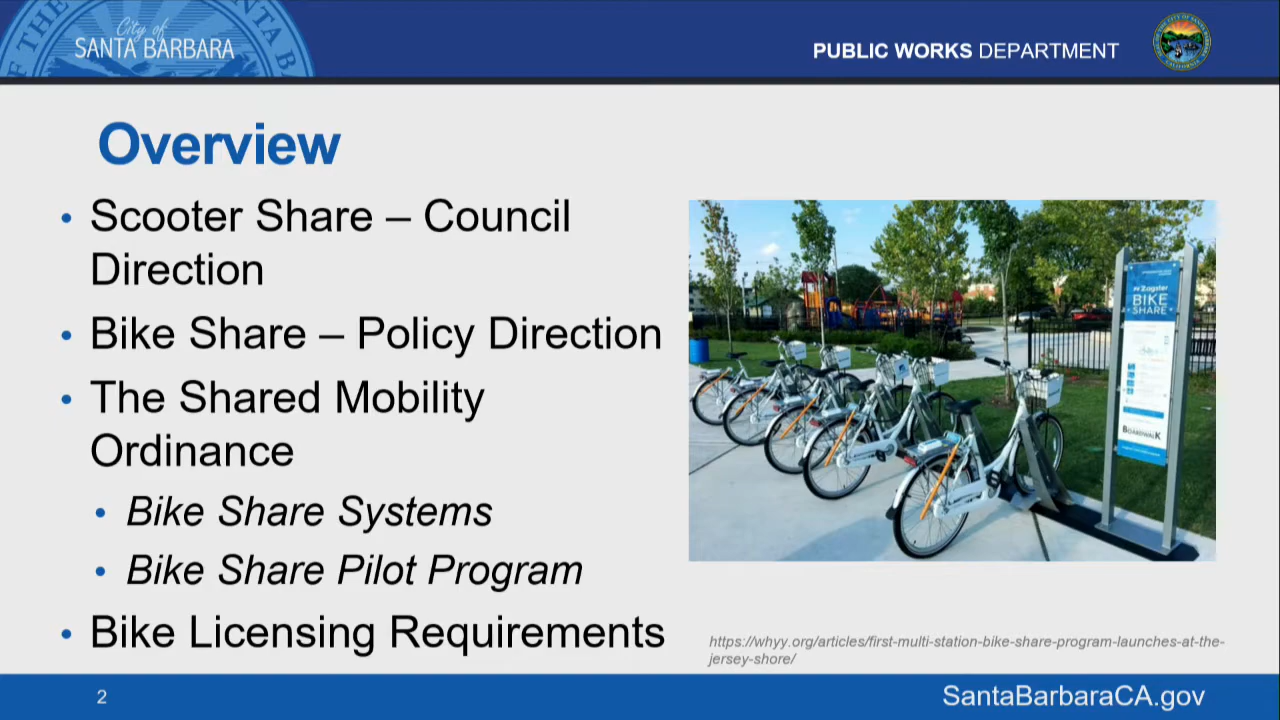 City of
SANTA BARBARA
PUBLIC WORKS DEPARTMENT
Overview
• Scooter Share – Council
Direction
• Bike Share – Policy Direction
• The Shared Mobility
Ordinance
• Bike Share Systems
• Bike Share Pilot Program
• Bike Licensing Requirements
Zagster
BIKE
SHARE
BOARDWALK
https://whyy.org/articles/first-multi-station-bike-share-program-launches-at-the-
jersey-shore/
2
SantaBarbaraCA.gov